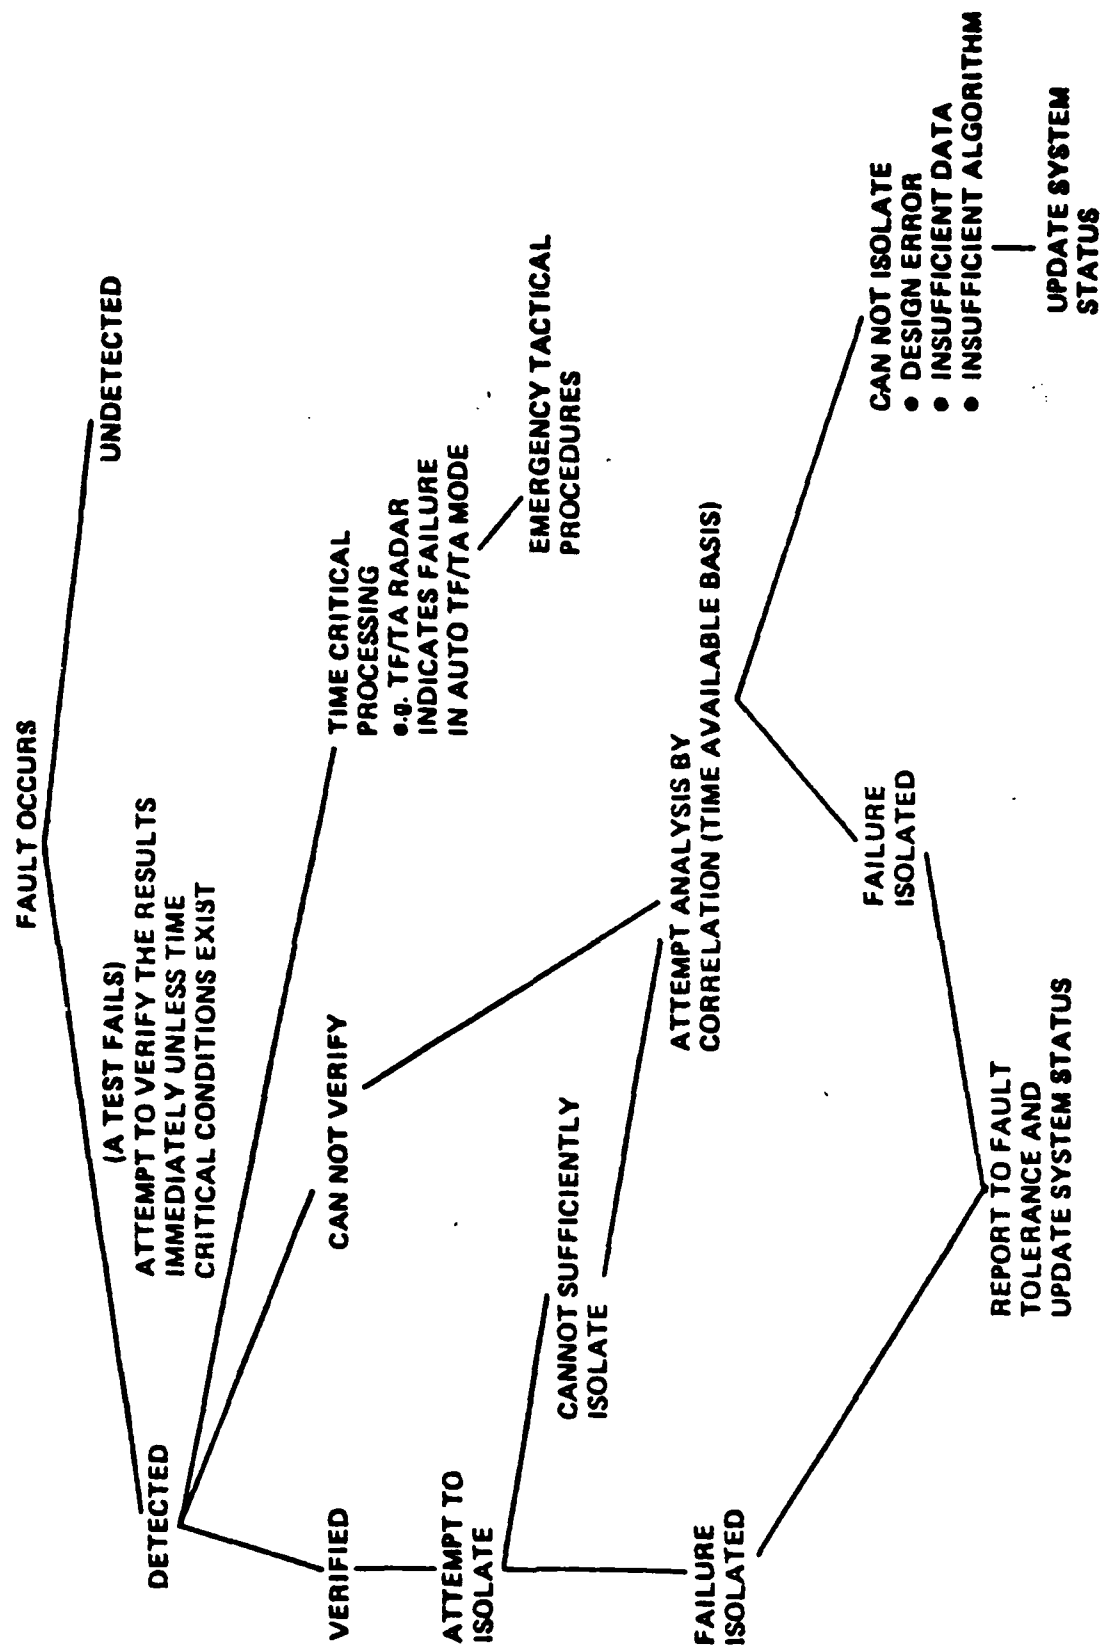 FAULT OCCURS
UNDETECTED
(A TEST FAILS)
ATTEMPT TO VERIFY THE RESULTS
IMMEDIATELY UNLESS TIME
CRITICAL CONDITIONS EXIST
DETECTED
TIME CRITICAL
PROCESSING
e.g. TF/TA RADAR
INDICATES FAILURE
IN AUTO TF/TA MODE
CAN NOT VERIFY
VERIFIED
EMERGENCY TACTICAL
PROCEDURES
ATTEMPT TO
ISOLATE
CANNOT SUFFICIENTLY
ISOLATE
ATTEMPT ANALYSIS BY
CORRELATION (TIME AVAILABLE BASIS)
FAILURE
ISOLATED
FAILURE
ISOLATED
CAN NOT ISOLATE
• DESIGN ERROR
• INSUFFICIENT DATA
• INSUFFICIENT ALGORITHM
REPORT TO FAULT
TOLERANCE AND
UPDATE SYSTEM STATUS
UPDATE SYSTEM
STATUS